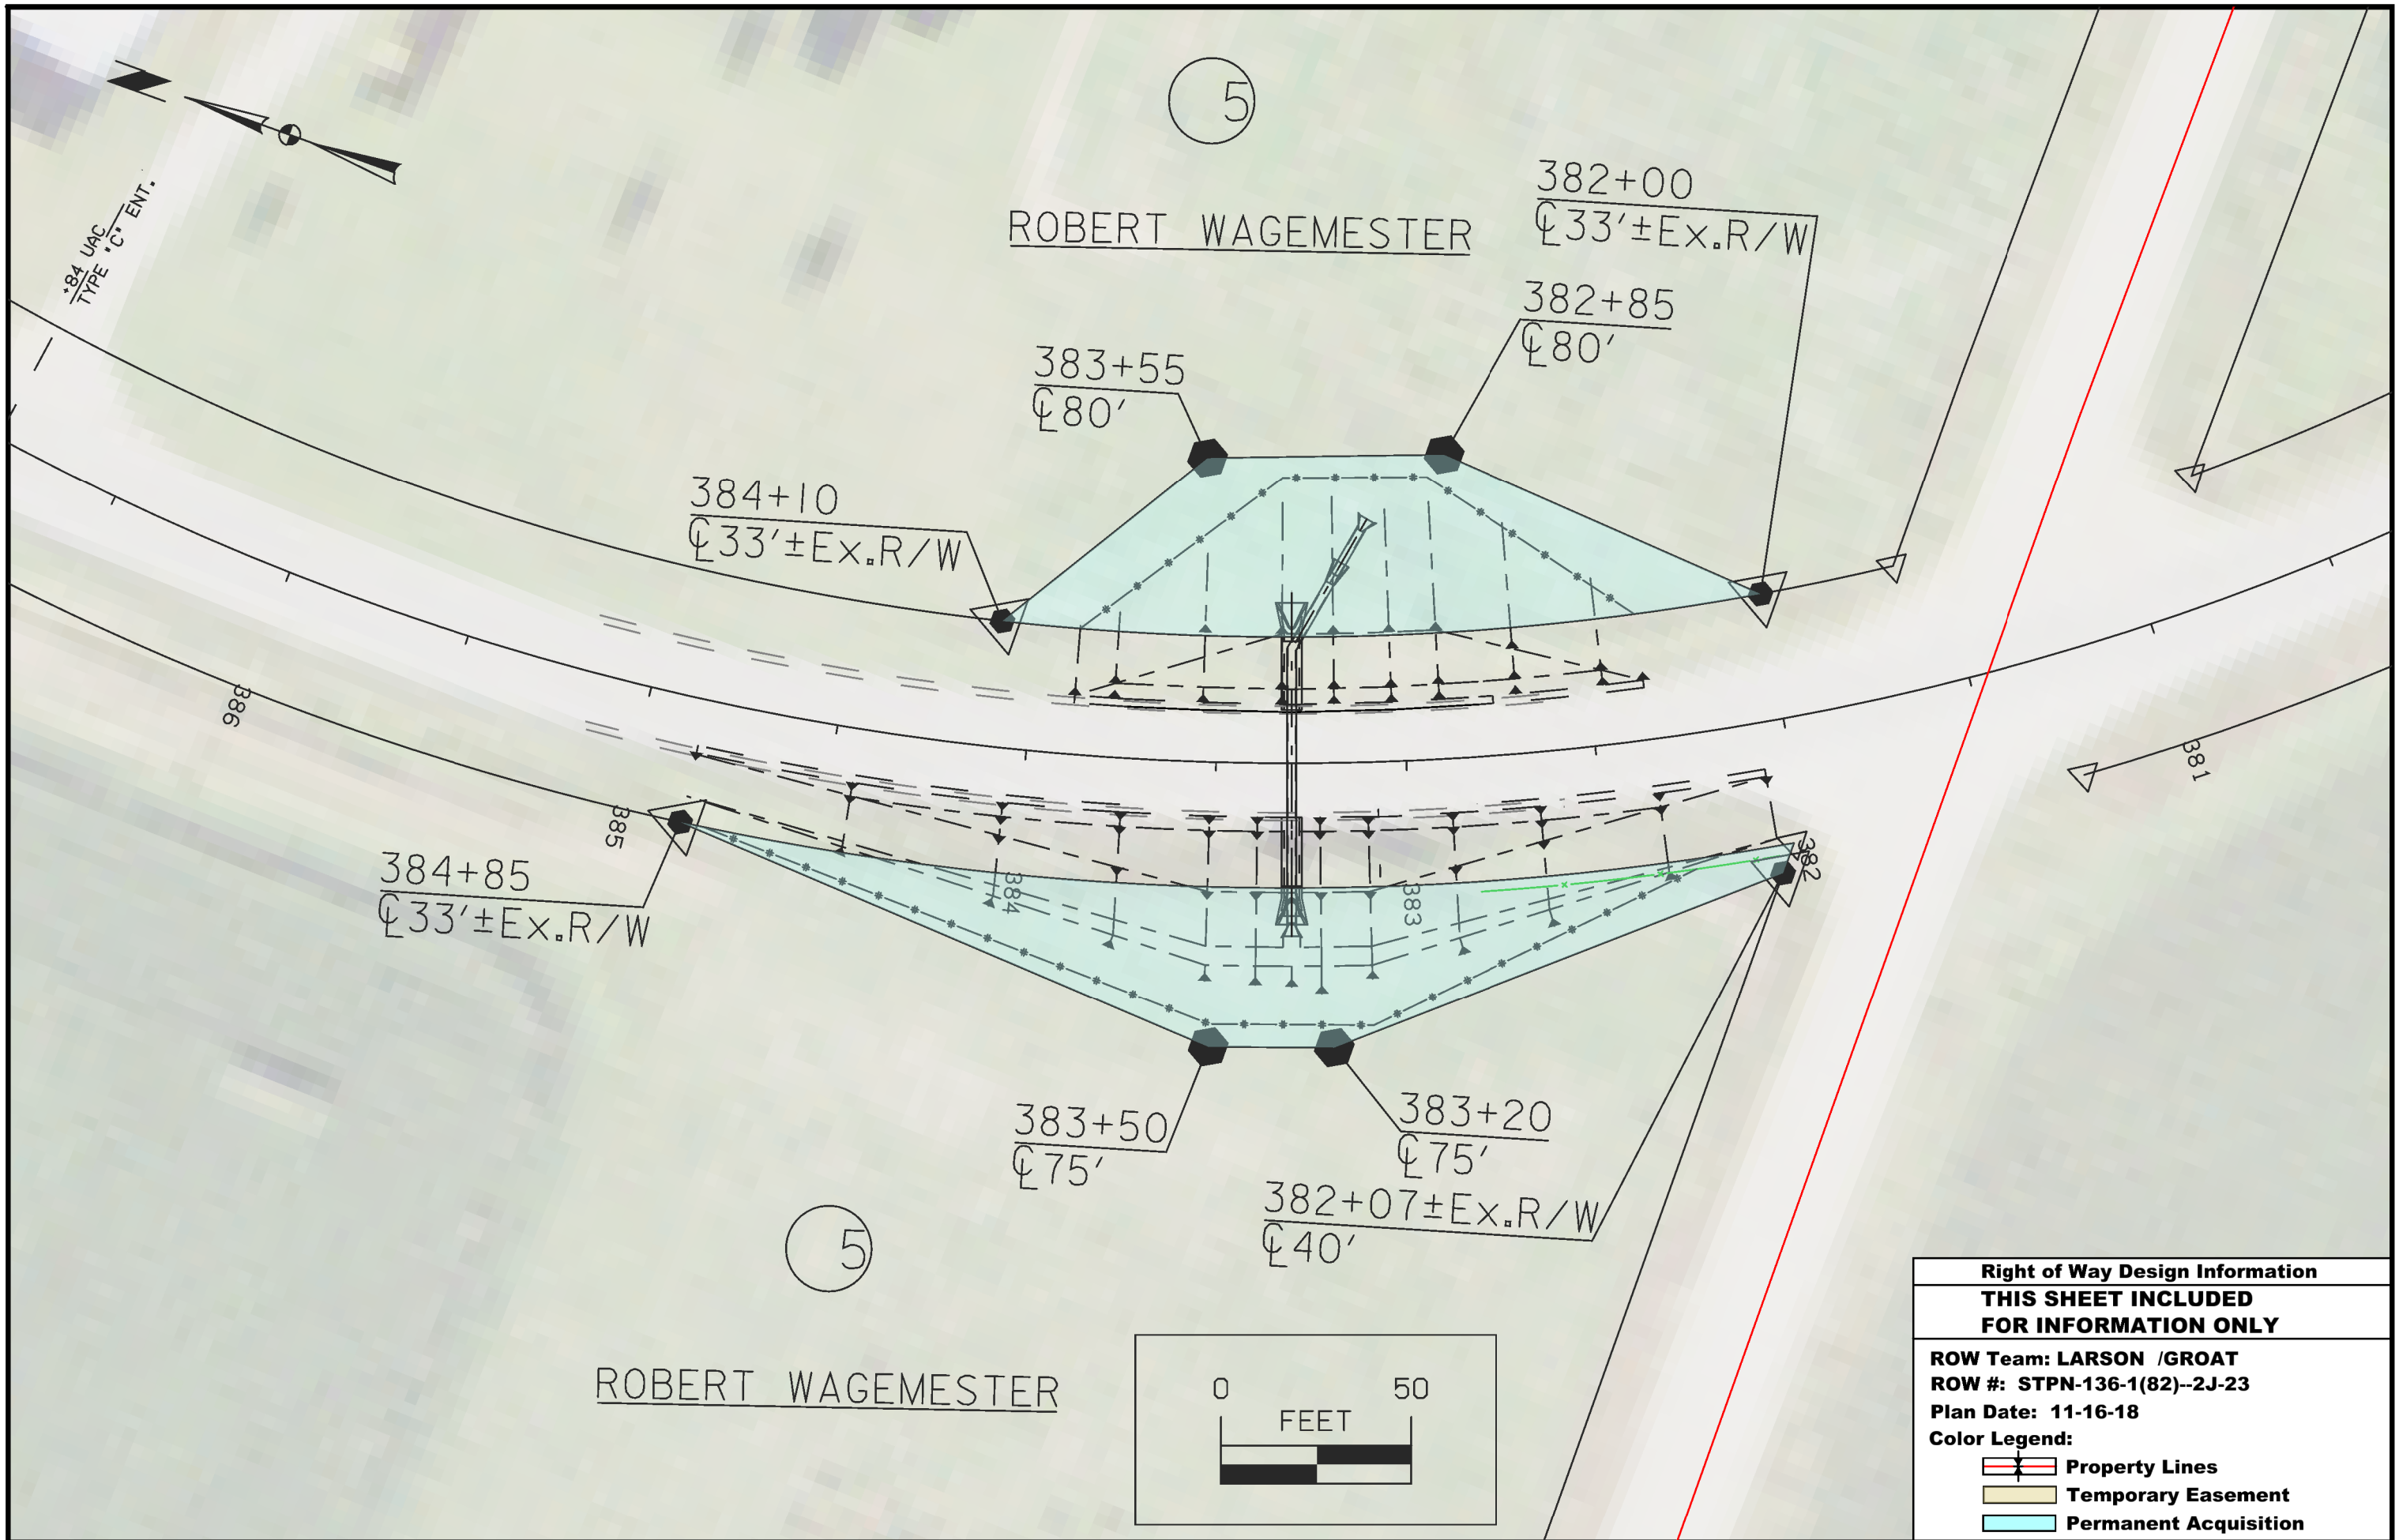 N
+84 UAC
TYPE "C" ENT.
5
ROBERT WAGEMESTER
382+00
℄33'±Ex.R/W
382+85
℄80'
383+55
℄80'
384+10
℄33'±Ex.R/W
386
385
384
383
382
381
384+85
℄33'±Ex.R/W
383+50
℄75'
383+20
℄75'
382+07±Ex.R/W
℄40'
5
ROBERT WAGEMESTER
0 50
FEET
Right of Way Design Information
THIS SHEET INCLUDED
FOR INFORMATION ONLY
ROW Team: LARSON /GROAT
ROW #: STPN-136-1(82)--2J-23
Plan Date: 11-16-18
Color Legend:
Property Lines
Temporary Easement
Permanent Acquisition